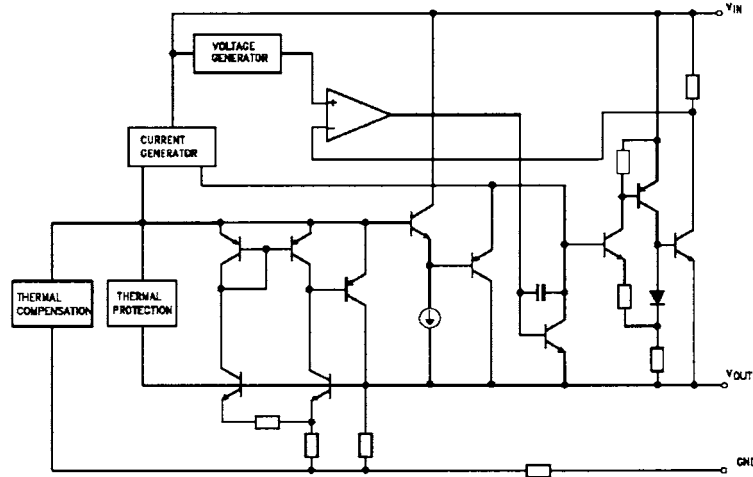 VIN
VOLTAGE
GENERATOR
+
−
CURRENT
GENERATOR
THERMAL
COMPENSATION
THERMAL
PROTECTION
VOUT
GND